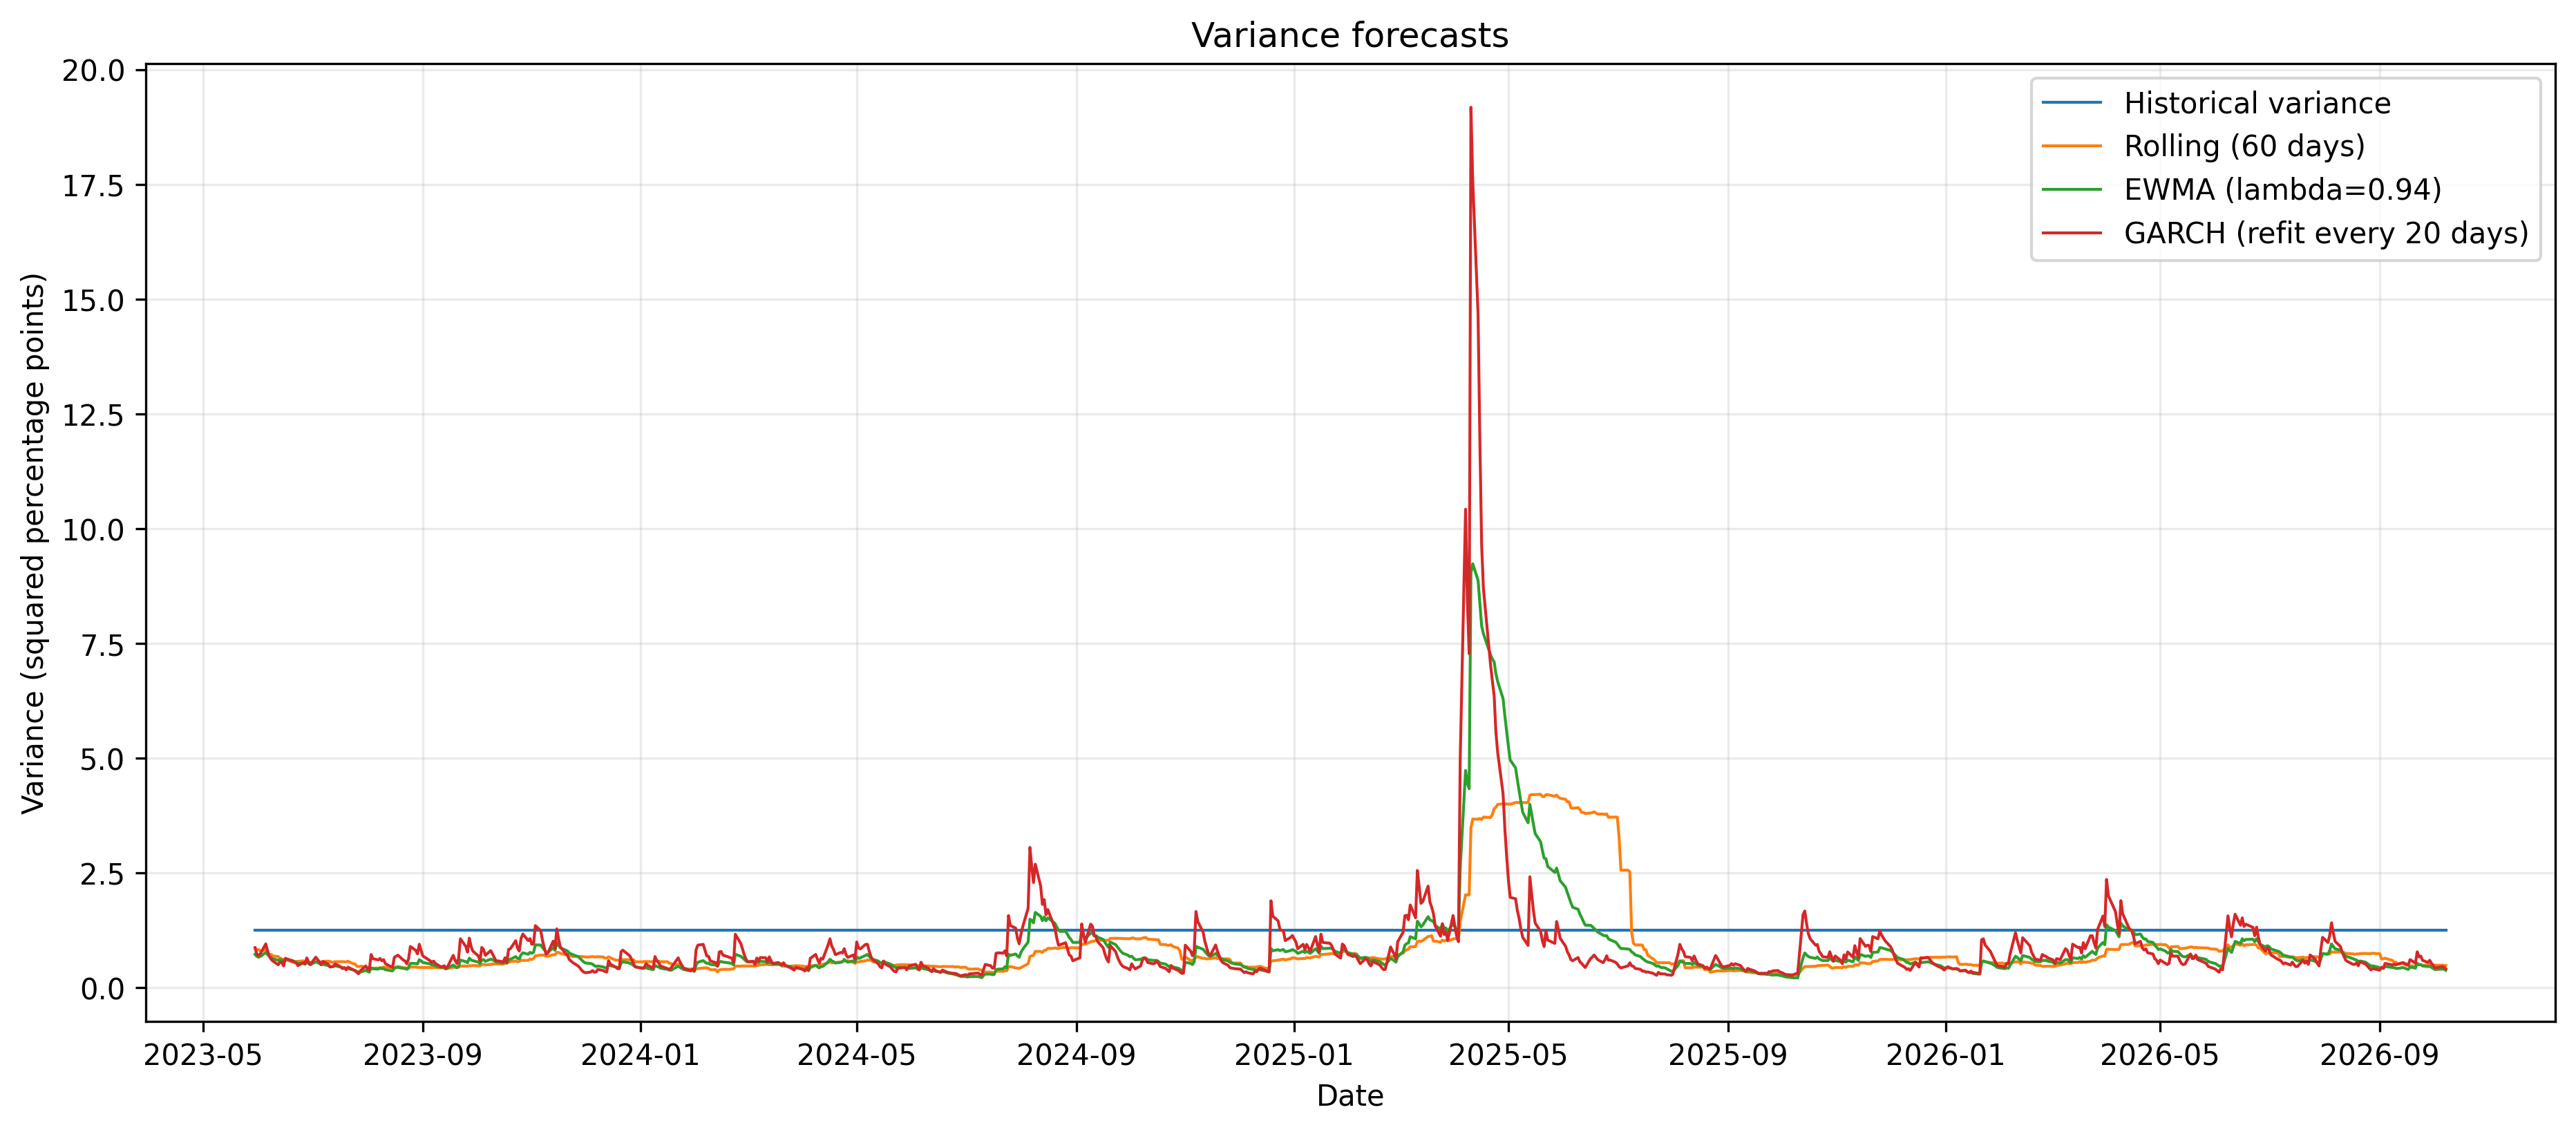 Variance forecasts
Variance (squared percentage points)
20.0
17.5
15.0
12.5
10.0
7.5
5.0
2.5
0.0
Historical variance
Rolling (60 days)
EWMA (lambda=0.94)
GARCH (refit every 20 days)
2023-05 2023-09 2024-01 2024-05 2024-09 2025-01 2025-05 2025-09 2026-01 2026-05 2026-09
Date